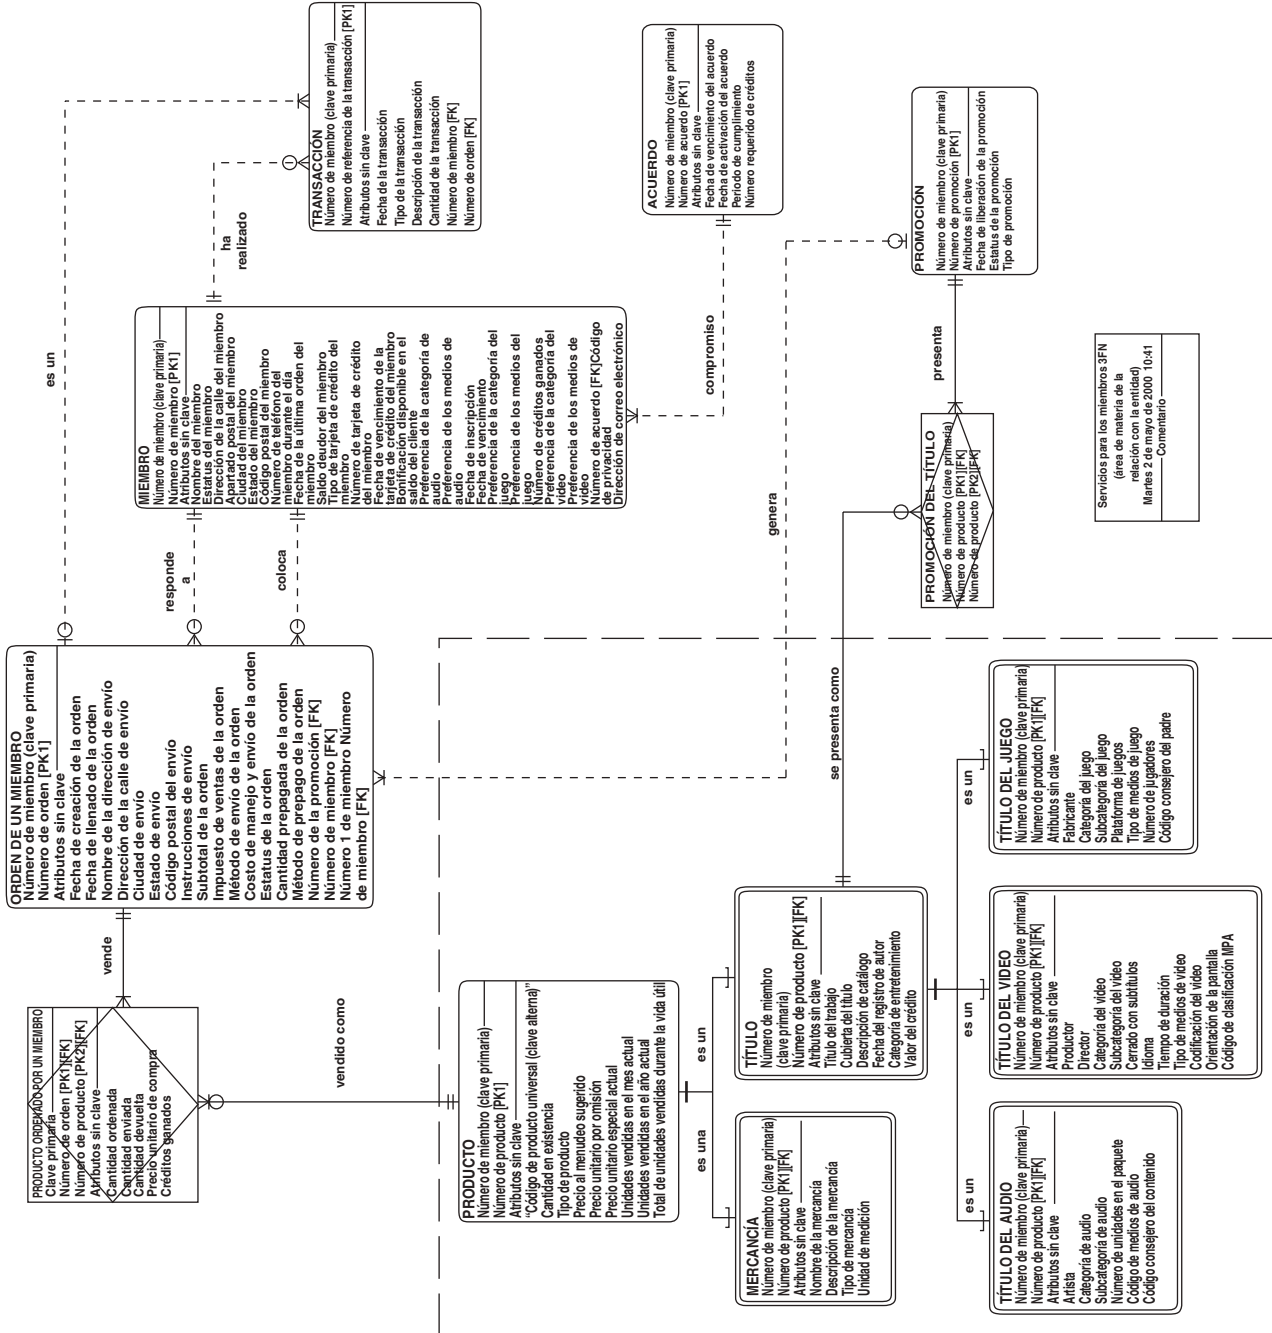 PRODUCTO ORDENADO POR UN MIEMBRO
Clave primaria
Número de orden [PK1][FK]
Número de producto [PK2][FK]
Atributos sin clave
Cantidad ordenada
Cantidad enviada
Cantidad devuelta
Precio unitario de compra
Créditos ganados
vende
ORDEN DE UN MIEMBRO
Número de miembro (clave primaria)
Número de orden [PK1]
Atributos sin clave
Fecha de creación de la orden
Fecha de llenado de la orden
Nombre de la dirección de envío
Dirección de la calle de envío
Ciudad de envío
Estado de envío
Código postal del envío
Instrucciones de envío
Subtotal de la orden
Impuesto de ventas de la orden
Método de envío de la orden
Costo de manejo y envío de la orden
Estatus de la orden
Cantidad prepagada de la orden
Método de prepago de la orden
Número de la promoción [FK]
Número de miembro [FK]
Número 1 de miembro Número
de miembro [FK]
es un
responde
a
coloca
MIEMBRO
Número de miembro (clave primaria)
Número de miembro [PK1]
Atributos sin clave
Nombre del miembro
Estatus del miembro
Dirección de la calle del miembro
Apartado postal del miembro
Ciudad del miembro
Estado del miembro
Código postal del miembro
Número de teléfono del
miembro durante el día
Fecha de la última orden del
miembro
Saldo deudor del miembro
Tipo de tarjeta de crédito del
miembro
Número de tarjeta de crédito
del miembro
Fecha de vencimiento de la
tarjeta de crédito del miembro
Bonificación disponible en el
saldo del cliente
Preferencia de la categoría de
audio
Preferencia de los medios de
audio
Fecha de inscripción
Fecha de vencimiento
Preferencia de la categoría del
juego
Preferencia de los medios del
juego
Número de créditos ganados
Preferencia de la categoría del
vídeo
Preferencia de los medios de
vídeo
Número de acuerdo [FK]Código
de privacidad
Dirección de correo electrónico
ha
realizado
TRANSACCIÓN
Número de miembro (clave primaria)
Número de referencia de la transacción [PK1]
Atributos sin clave
Fecha de la transacción
Tipo de la transacción
Descripción de la transacción
Cantidad de la transacción
Número de miembro [FK]
Número de orden [FK]
compromiso
ACUERDO
Número de miembro (clave primaria)
Número de acuerdo [PK1]
Atributos sin clave
Fecha de vencimiento del acuerdo
Fecha de activación del acuerdo
Periodo de cumplimiento
Número requerido de créditos
vendido como
PRODUCTO
Número de miembro (clave primaria)
Número de producto [PK1]
Atributos sin clave
"Código de producto universal (clave alterna)"
Cantidad en existencia
Tipo de producto
Precio al menudeo sugerido
Precio unitario por omisión
Precio unitario especial actual
Unidades vendidas en el mes actual
Unidades vendidas en el año actual
Total de unidades vendidas durante la vida útil
genera
es una
es un
MERCANCÍA
Número de miembro (clave primaria)
Número de producto [PK1][FK]
Atributos sin clave
Nombre de la mercancía
Descripción de la mercancía
Tipo de mercancía
Unidad de medición
TÍTULO
Número de miembro
(clave primaria)
Número de producto [PK1][FK]
Atributos sin clave
Título del trabajo
Cubierta del título
Descripción de catálogo
Fecha del registro de autor
Categoría de entretenimiento
Valor del crédito
se presenta como
PROMOCIÓN DEL TÍTULO
Número de miembro (clave primaria)
Número de producto [PK1][FK]
Número de producto [PK2][FK]
presenta
PROMOCIÓN
Número de miembro (clave primaria)
Número de promoción [PK1]
Atributos sin clave
Fecha de liberación de la promoción
Estatus de la promoción
Tipo de promoción
es un
es un
es un
TÍTULO DEL AUDIO
Número de miembro (clave primaria)
Número de producto [PK1][FK]
Atributos sin clave
Artista
Categoría de audio
Subcategoría de audio
Número de unidades en el paquete
Código de medios de audio
Código consejero del contenido
TÍTULO DEL VIDEO
Número de miembro (clave primaria)
Número de producto [PK1][FK]
Atributos sin clave
Productor
Director
Categoría del vídeo
Subcategoría del vídeo
Cerrado con subtítulos
Idioma
Tiempo de duración
Tipo de medios de vídeo
Codificación del vídeo
Orientación de la pantalla
Código de clasificación MPA
TÍTULO DEL JUEGO
Número de miembro (clave primaria)
Número de producto [PK1][FK]
Atributos sin clave
Fabricante
Categoría del juego
Subcategoría del juego
Plataforma de juegos
Tipo de medios de juego
Número de jugadores
Código consejero del padre
Servicios para los miembros 3FN
(área de materia de la
relación con la entidad)
Martes 2 de mayo de 2000 10:41
Comentario